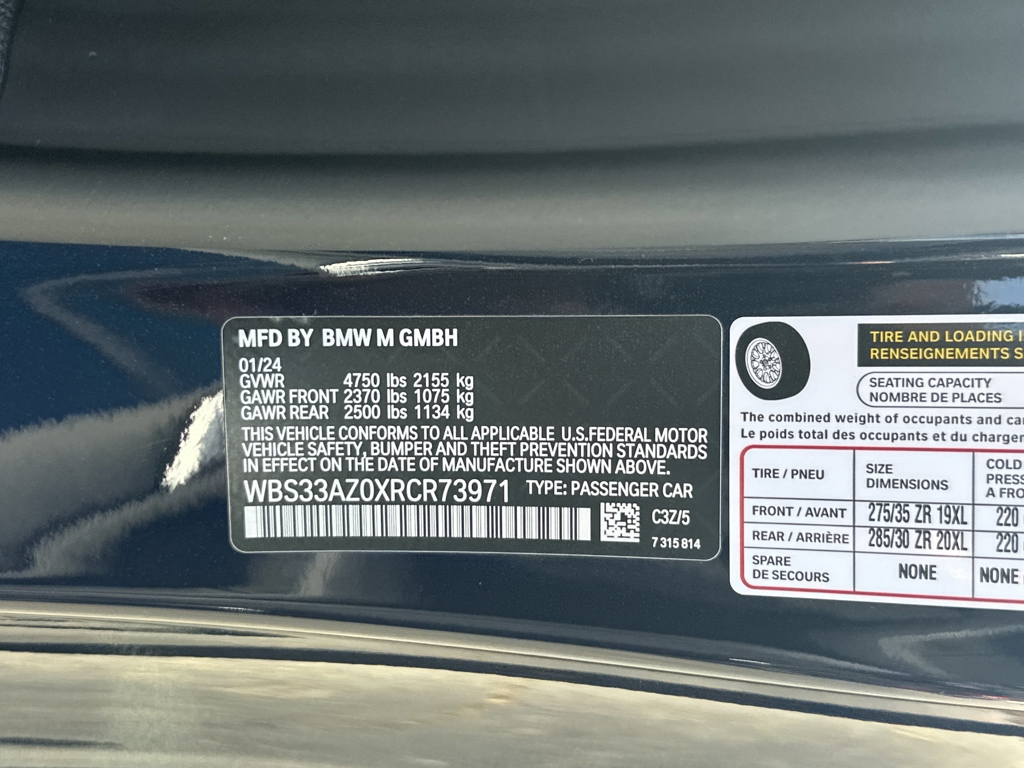 MFD BY BMW M GMBH
01/24
GVWR 4750 lbs 2155 kg
GAWR FRONT 2370 lbs 1075 kg
GAWR REAR 2500 lbs 1134 kg
THIS VEHICLE CONFORMS TO ALL APPLICABLE U.S.FEDERAL MOTOR
VEHICLE SAFETY, BUMPER AND THEFT PREVENTION STANDARDS
IN EFFECT ON THE DATE OF MANUFACTURE SHOWN ABOVE.
WBS33AZ0XRCR73971 TYPE: PASSENGER CAR
C3Z/5
7 315 814
TIRE AND LOADING
RENSEIGNEMENTS
SEATING CAPACITY
NOMBRE DE PLACES
The combined weight of occupants and
Le poids total des occupants et du
TIRE / PNEU
SIZE
DIMENSIONS
COLD
FRONT / AVANT 275/35 ZR 19XL 220
REAR / ARRIÈRE 285/30 ZR 20XL 220
SPARE
DE SECOURS
NONE NONE